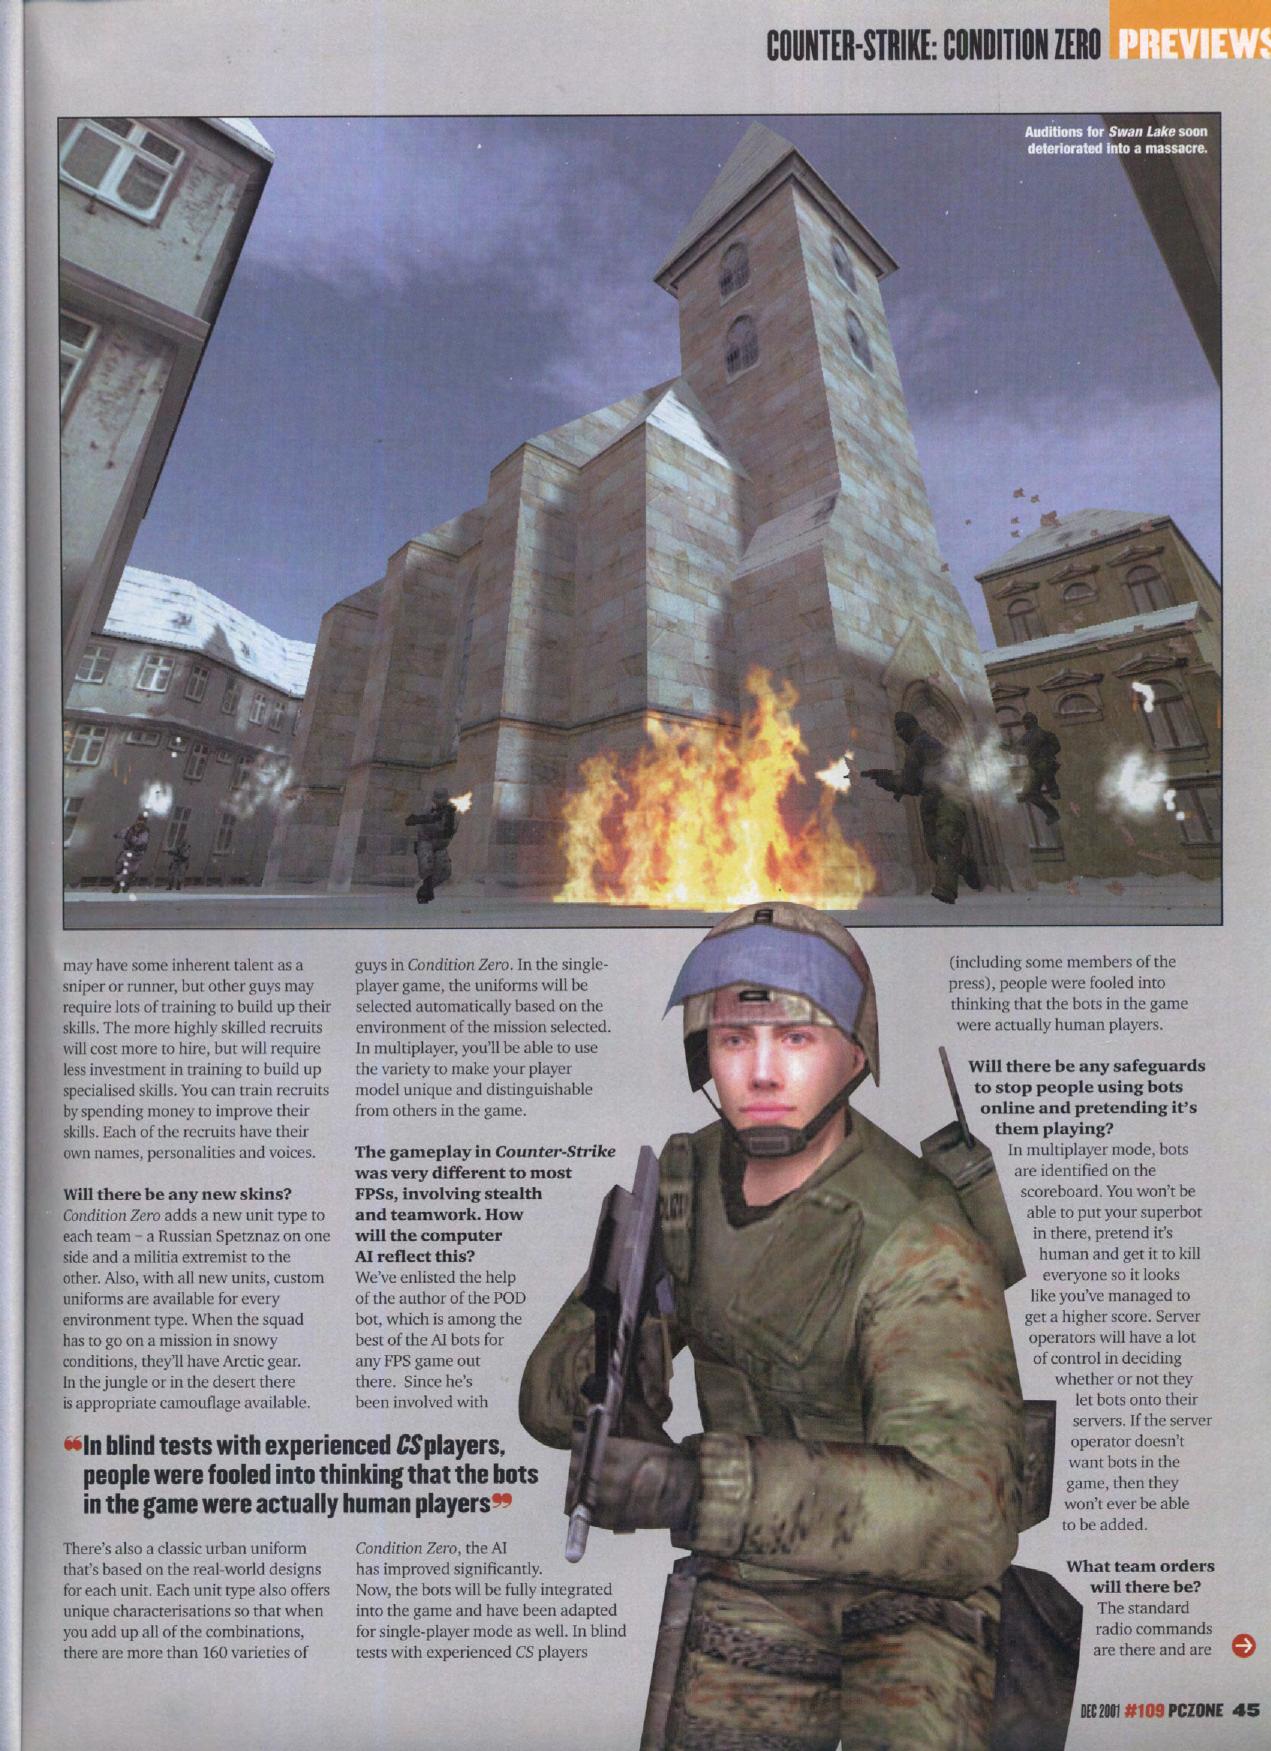 COUNTER-STRIKE: CONDITION ZERO PREVIEWS
Auditions for Swan Lake soon
deteriorated into a massacre.
may have some inherent talent as a
sniper or runner, but other guys may
require lots of training to build up their
skills. The more highly skilled recruits
will cost more to hire, but will require
less investment in training to build up
specialised skills. You can train recruits
by spending money to improve their
skills. Each of the recruits have their
own names, personalities and voices.
Will there be any new skins?
Condition Zero adds a new unit type to
each team – a Russian Spetznaz on one
side and a militia extremist to the
other. Also, with all new units, custom
uniforms are available for every
environment type. When the squad
has to go on a mission in snowy
conditions, they'll have Arctic gear.
In the jungle or in the desert there
is appropriate camouflage available.
There's also a classic urban uniform
that's based on the real-world designs
for each unit. Each unit type also offers
unique characterisations so that when
you add up all of the combinations,
there are more than 160 varieties of
guys in Condition Zero. In the single-
player game, the uniforms will be
selected automatically based on the
environment of the mission selected.
In multiplayer, you'll be able to use
the variety to make your player
model unique and distinguishable
from others in the game.
The gameplay in Counter-Strike
was very different to most
FPSs, involving stealth
and teamwork. How
will the computer
AI reflect this?
We've enlisted the help
of the author of the POD
bot, which is among the
best of the AI bots for
any FPS game out
there. Since he's
been involved with
Condition Zero, the AI
has improved significantly.
Now, the bots will be fully integrated
into the game and have been adapted
for single-player mode as well. In blind
tests with experienced CS players
“In blind tests with experienced CS players,
people were fooled into thinking that the bots
in the game were actually human players”
(including some members of the
press), people were fooled into
thinking that the bots in the game
were actually human players.
Will there be any safeguards
to stop people using bots
online and pretending it's
them playing?
In multiplayer mode, bots
are identified on the
scoreboard. You won't be
able to put your superbot
in there, pretend it's
human and get it to kill
everyone so it looks
like you've managed to
get a higher score. Server
operators will have a lot
of control in deciding
whether or not they
let bots onto their
servers. If the server
operator doesn't
want bots in the
game, then they
won't ever be able
to be added.
What team orders
will there be?
The standard
radio commands
are there and are
DEC 2001 #109 PCZONE 45